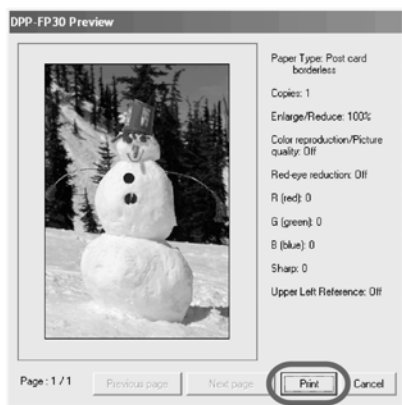 DPP-FP30 Preview
Paper Type: Post card
borderless
Copies: 1
Enlarge/Reduce: 100%
Color reproduction/Picture
quality: Off
Red-eye reduction: Off
R (red): 0
G (green): 0
B (blue): 0
Sharp: 0
Upper Left Reference: Off
Page : 1 / 1
Previous page
Next page
Print
Cancel